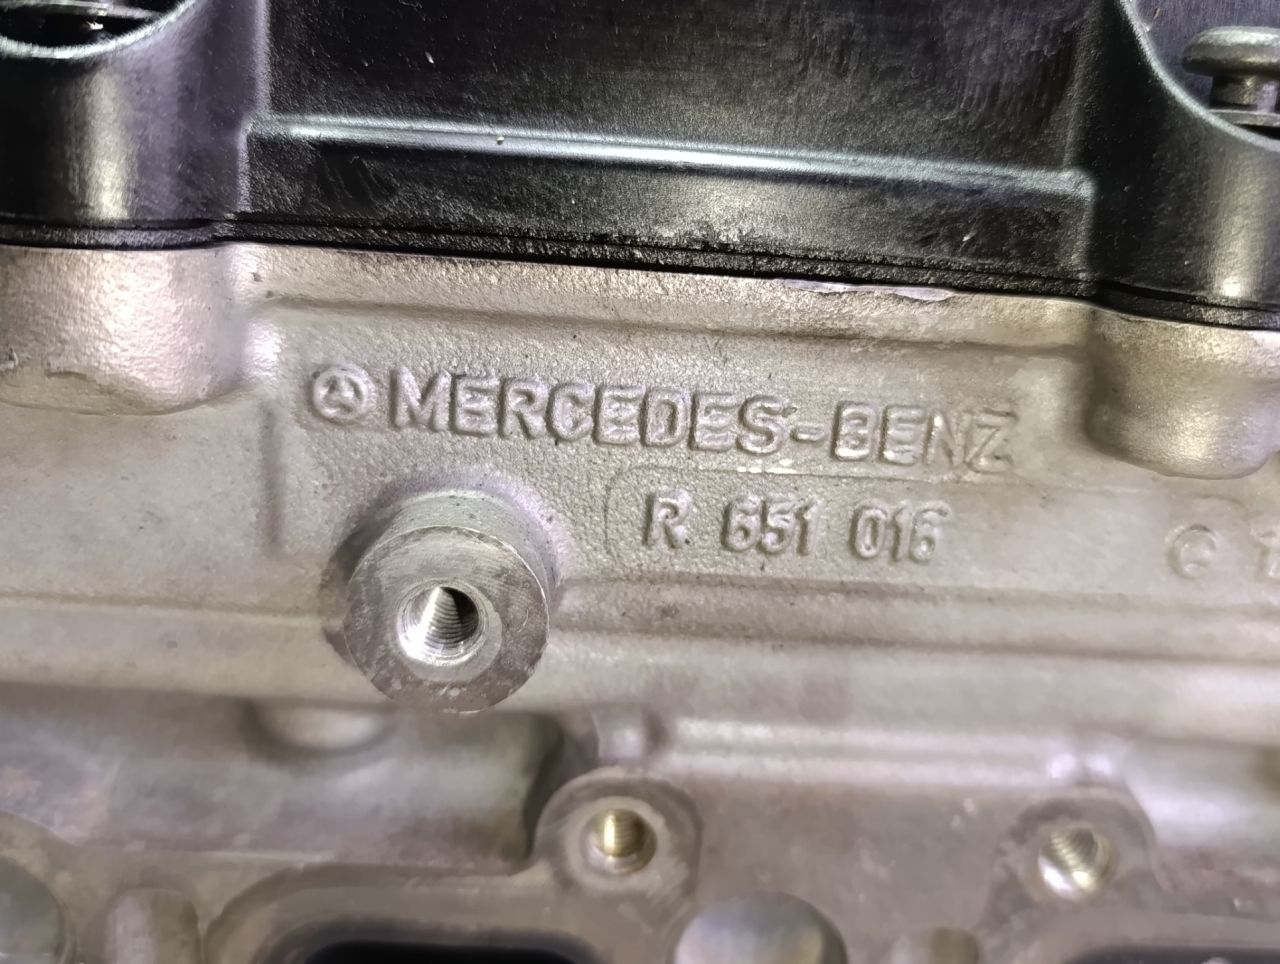 MERCEDES-BENZ
R 651 016